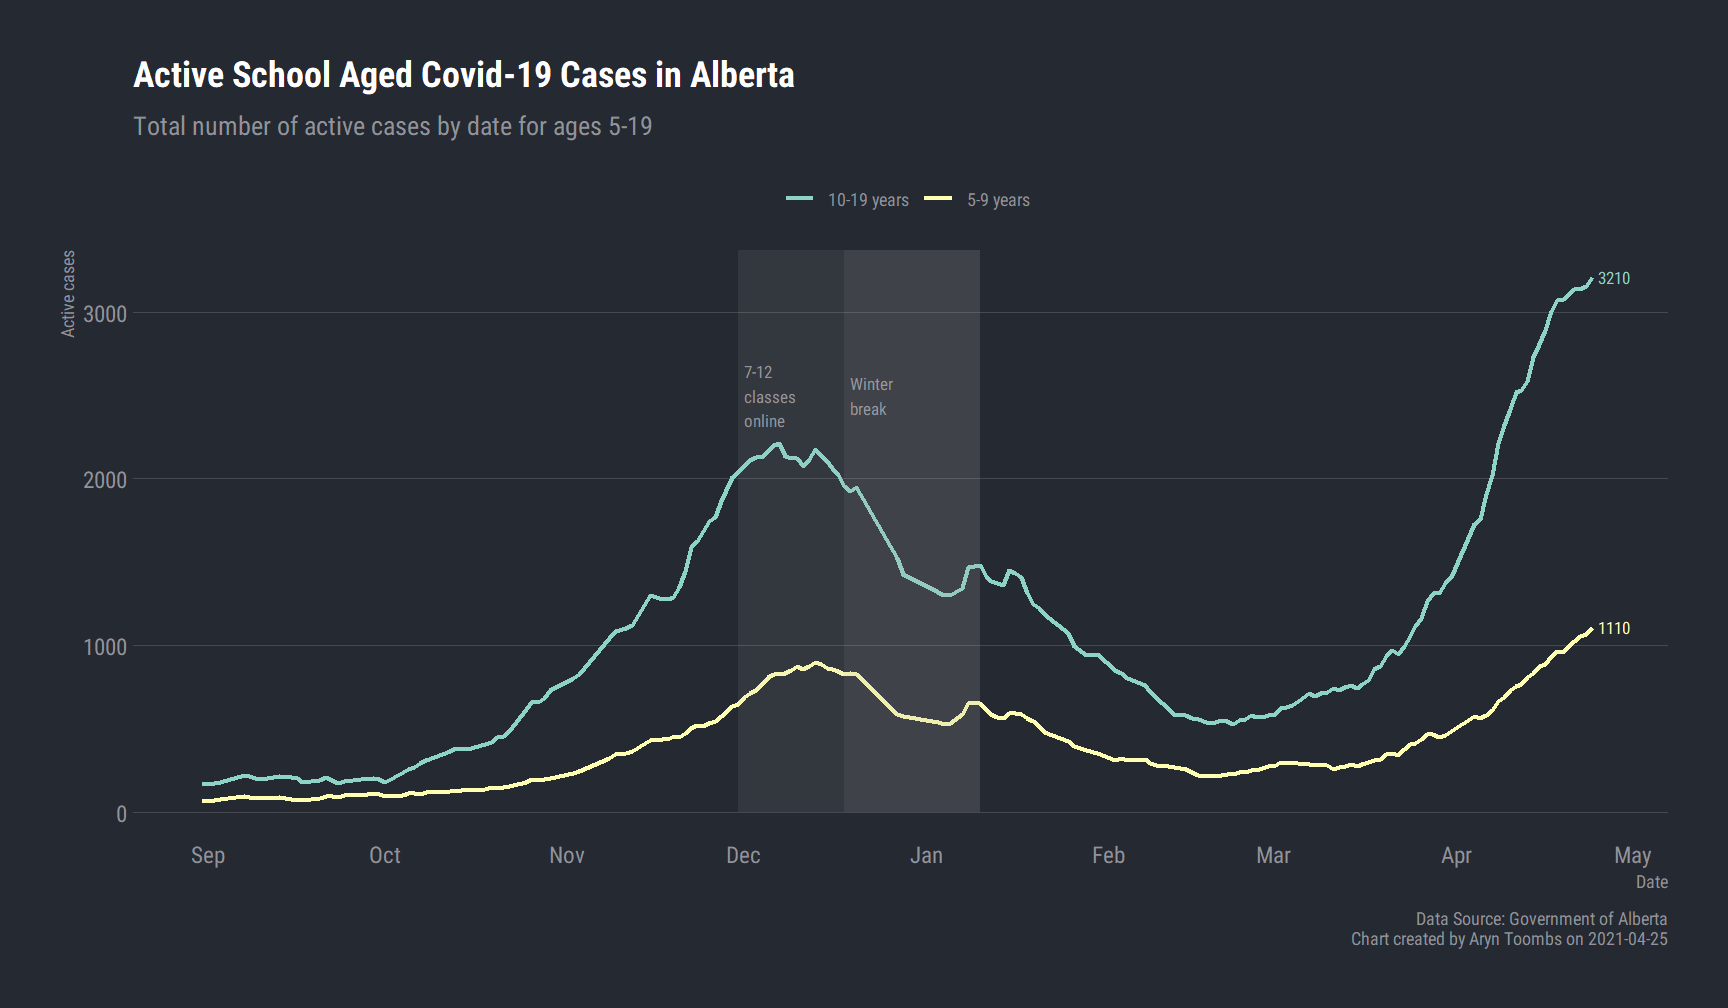 Active School Aged Covid-19 Cases in Alberta
Total number of active cases by date for ages 5-19
10-19 years
5-9 years
Active cases
3000
2000
1000
0
7-12
classes
online
Winter
break
3210
1110
Sep
Oct
Nov
Dec
Jan
Feb
Mar
Apr
May
Date
Data Source: Government of Alberta
Chart created by Aryn Toombs on 2021-04-25